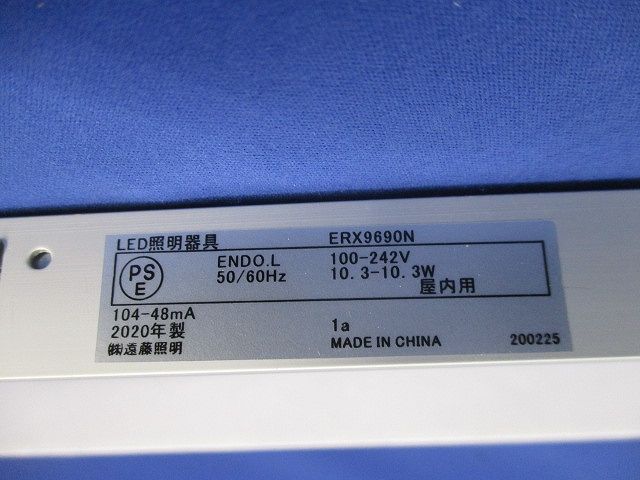 LED照明器具 ERX9690N
PS E ENDO.L 100-242V
50/60Hz 10.3-10.3W
屋内用
104-48mA
2020年製 1a
㈱遠藤照明 MADE IN CHINA 200225